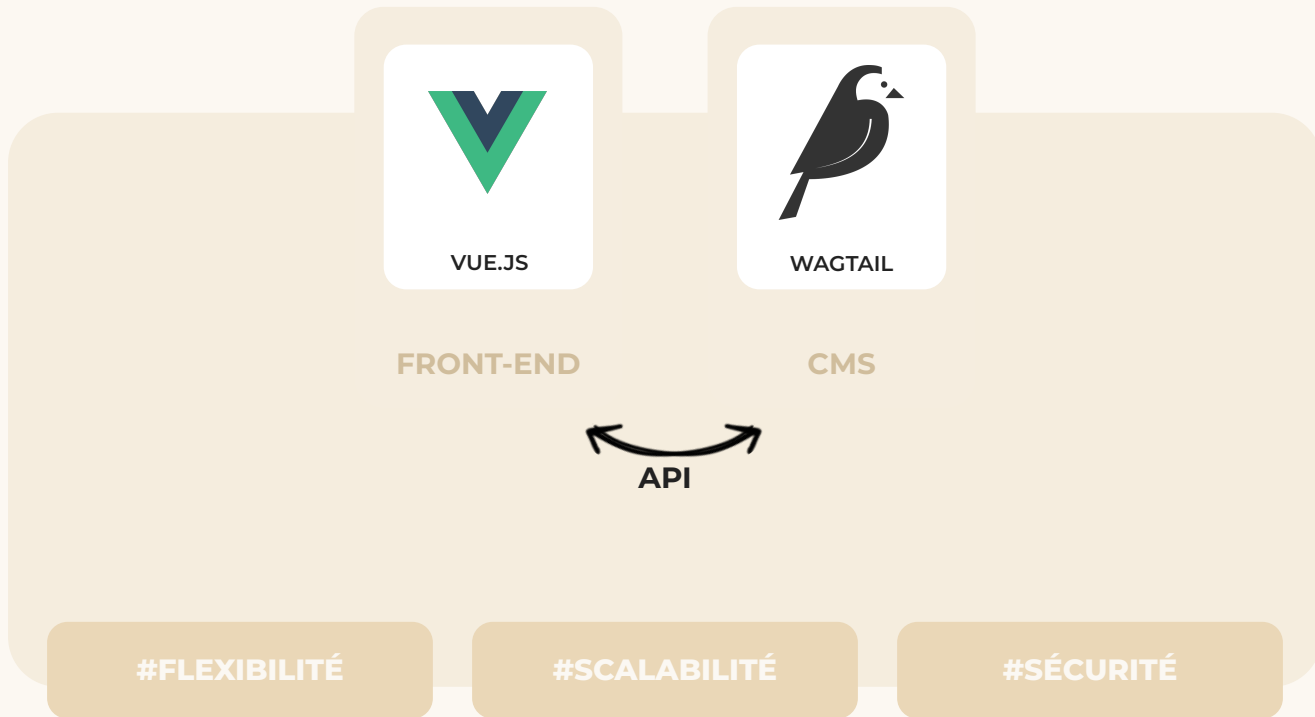 VUE.JS
WAGTAIL
FRONT-END
CMS
API
#FLEXIBILITÉ
#SCALABILITÉ
#SÉCURITÉ